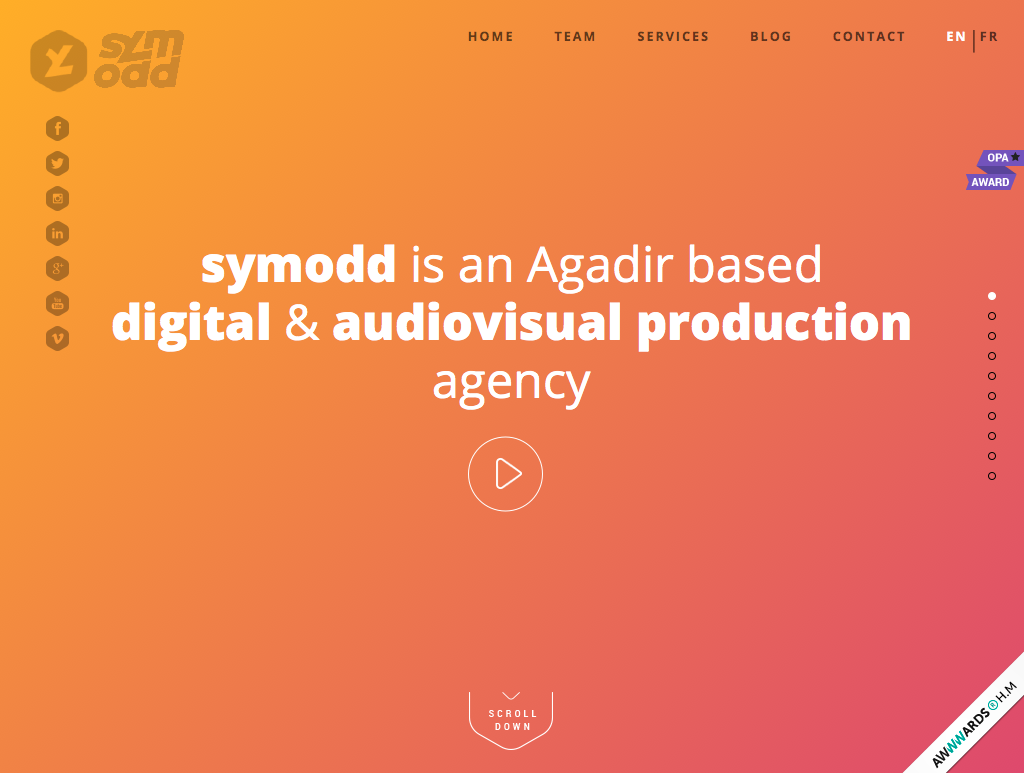 symodd
HOME TEAM SERVICES BLOG CONTACT EN FR
OPA
AWARD
symodd is an Agadir based
digital & audiovisual production
agency
SCROLL
DOWN
AWWWARDS® H.M